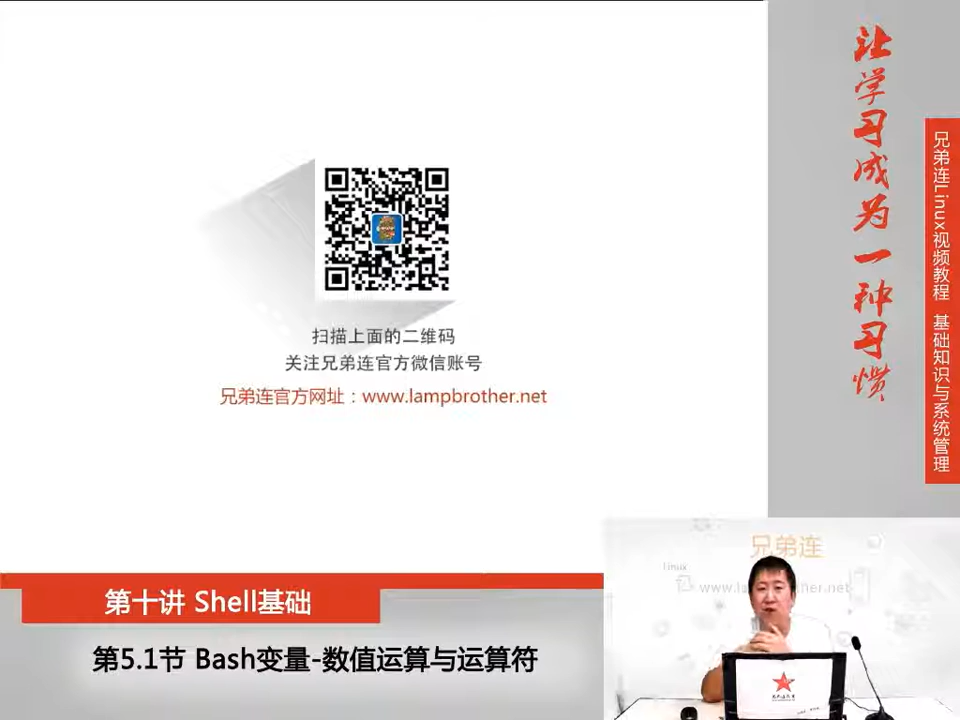 让学习成为一种习惯
兄弟连Linux视频教程 基础知识与系统管理
扫描上面的二维码
关注兄弟连官方微信账号
兄弟连官方网址：www.lampbrother.net
第十讲 Shell基础
第5.1节 Bash变量-数值运算与运算符
兄弟连
Linux